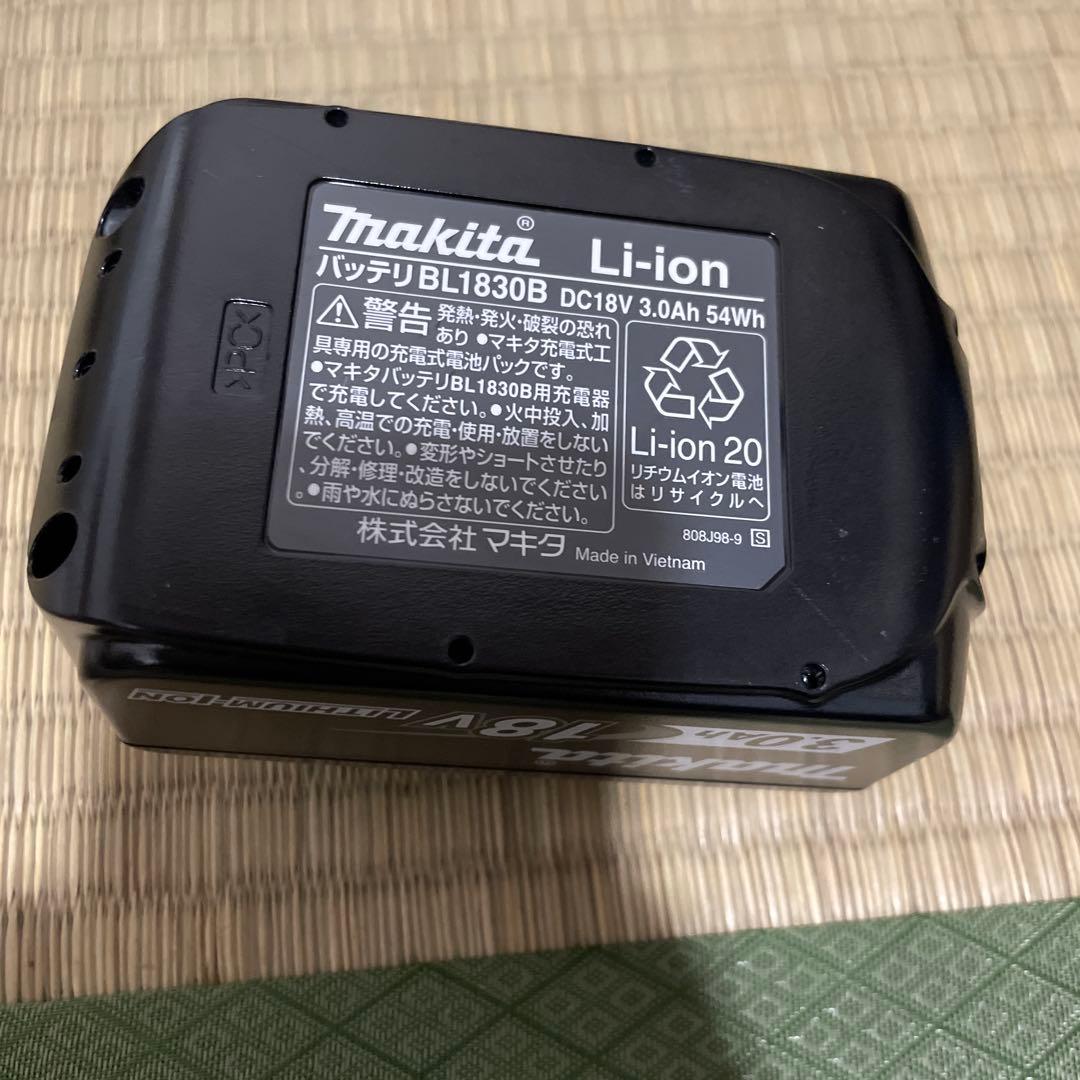 makita®
Li-ion
バッテリ BL1830B DC18V 3.0Ah 54Wh
警告 発熱・発火・破裂の恐れ
あり ●マキタ充電式工
具専用の充電式電池パックです。
●マキタバッテリBL1830B用充電器
で充電してください。●火中投入、加
熱、高温での充電・使用・放置をしない
でください。●変形やショートさせたり
、分解・修理・改造をしないでください
。●雨や水にぬらさないでください。
Li-ion 20
リチウムイオン電池
はリサイクルへ
808J98-9 S
株式会社 マキタ Made in Vietnam
>PC<
3.0Ah 18V LITHIUM-ION
makita